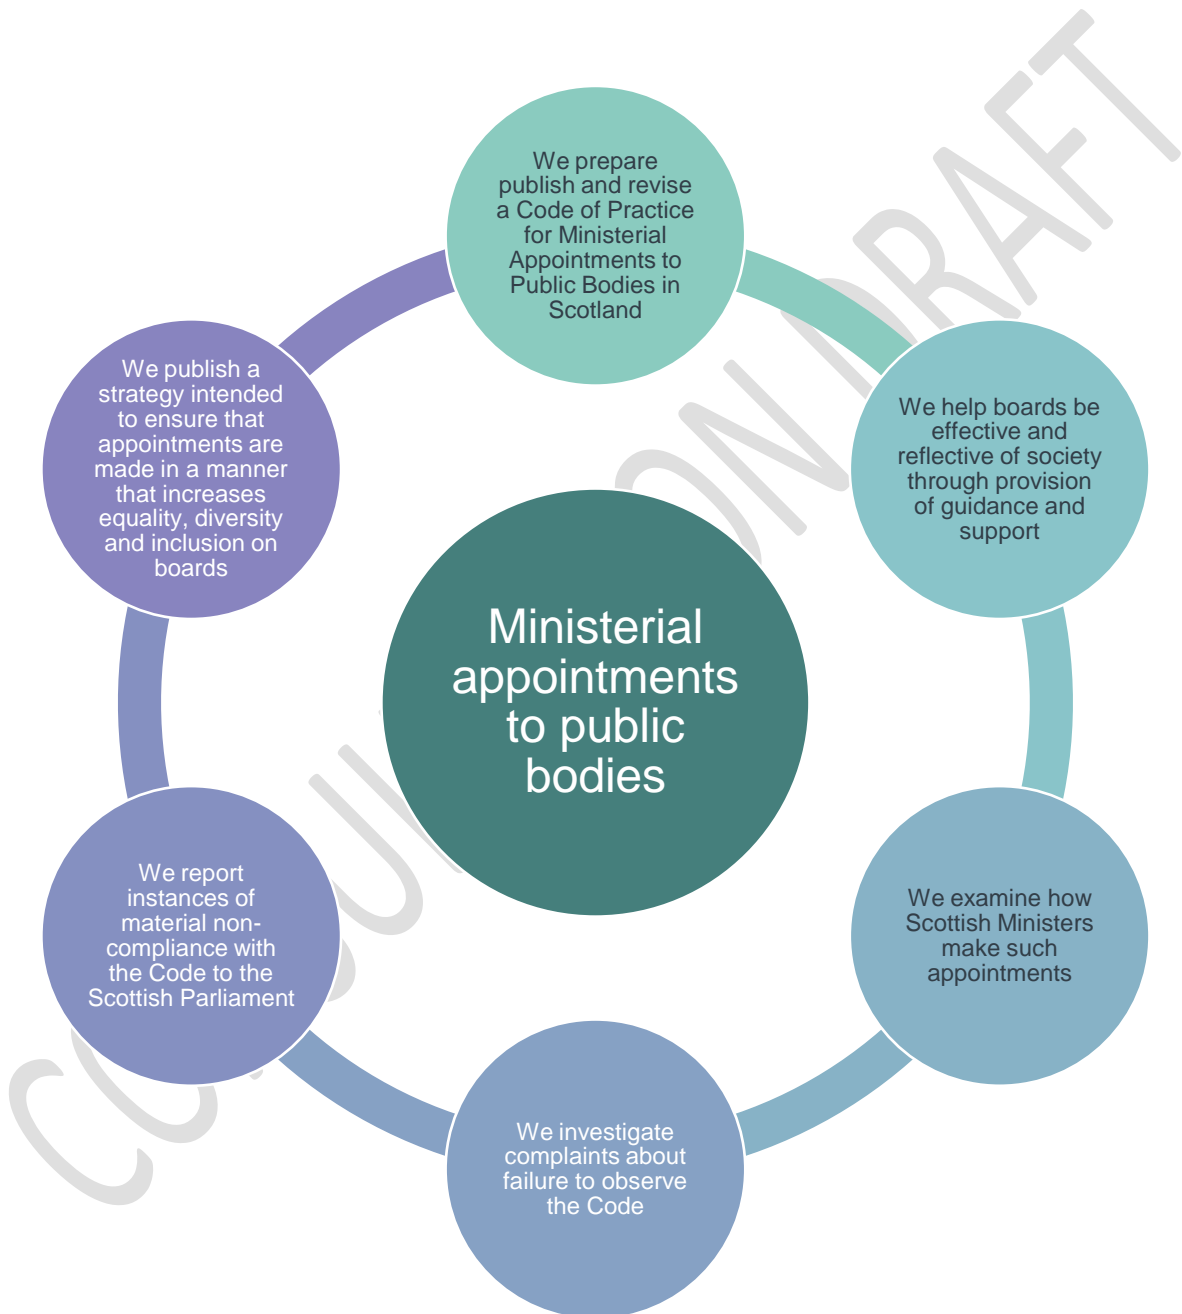 We prepare
publish and revise
a Code of Practice
for Ministerial
Appointments to
Public Bodies in
Scotland
We help boards be
effective and
reflective of society
through provision
of guidance and
support
We examine how
Scottish Ministers
make such
appointments
We investigate
complaints about
failure to observe
the Code
We report
instances of
material non-
compliance with
the Code to the
Scottish Parliament
We publish a
strategy intended
to ensure that
appointments are
made in a manner
that increases
equality, diversity
and inclusion on
boards
Ministerial
appointments
to public
bodies
DRAFT